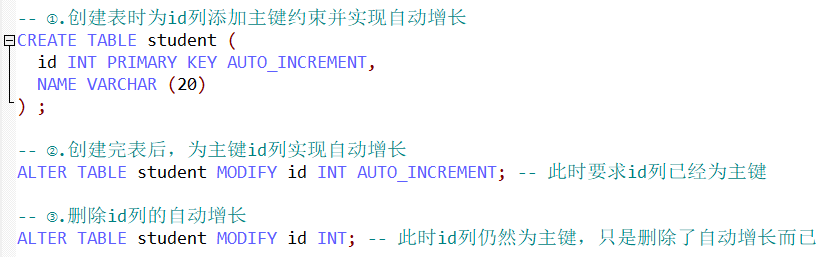 -- ①.创建表时为id列添加主键约束并实现自动增长
CREATE TABLE student (
id INT PRIMARY KEY AUTO_INCREMENT,
NAME VARCHAR (20)
) ;
-- ②.创建完表后，为主键id列实现自动增长
ALTER TABLE student MODIFY id INT AUTO_INCREMENT; -- 此时要求id列已经为主键
-- ③.删除id列的自动增长
ALTER TABLE student MODIFY id INT; -- 此时id列仍然为主键，只是删除了自动增长而已